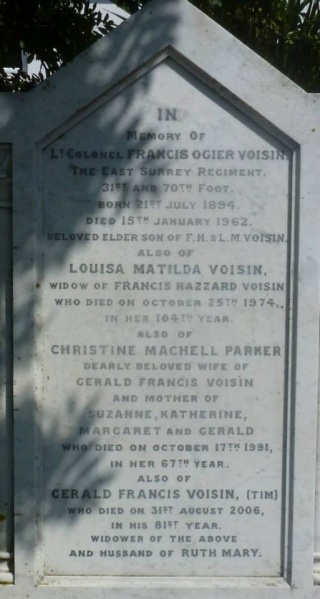 IN
MEMORY OF
LT COLONEL FRANCIS OGIER VOISIN.
THE EAST SURREY REGIMENT.
31ST AND 70TH FOOT.
BORN 21ST JULY 1894.
DIED 15TH JANUARY 1962.
BELOVED ELDER SON OF F.H.& L.M.VOISIN.
ALSO OF
LOUISA MATILDA VOISIN,
WIDOW OF FRANCIS HAZZARD VOISIN
WHO DIED ON OCTOBER 25TH 1974,
IN HER 104TH YEAR.
ALSO OF
CHRISTINE MACHELL PARKER
DEARLY BELOVED WIFE OF
GERALD FRANCIS VOISIN
AND MOTHER OF
SUZANNE, KATHERINE,
MARGARET AND GERALD
WHO DIED ON OCTOBER 17TH 1991,
IN HER 67TH YEAR.
ALSO OF
GERALD FRANCIS VOISIN, (TIM)
WHO DIED ON 31ST AUGUST 2006,
IN HIS 81ST YEAR.
WIDOWER OF THE ABOVE
AND HUSBAND OF RUTH MARY.